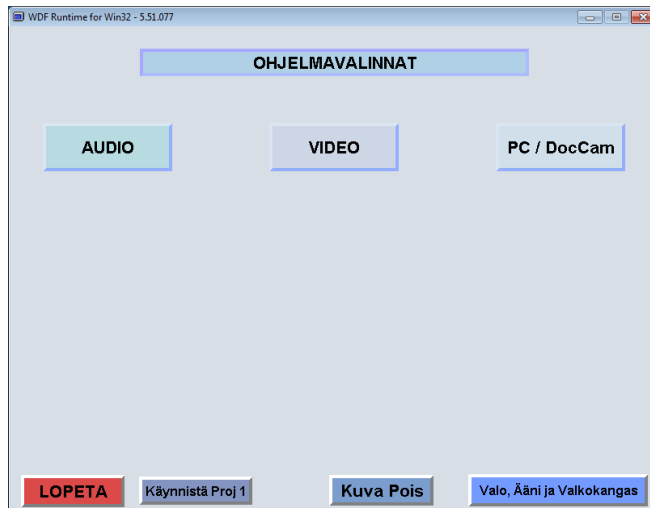 WDF Runtime for Win32 - 5.51.077
OHJELMAVALINNAT
AUDIO
VIDEO
PC / DocCam
LOPETA
Käynnistä Proj 1
Kuva Pois
Valo, Ääni ja Valkokangas